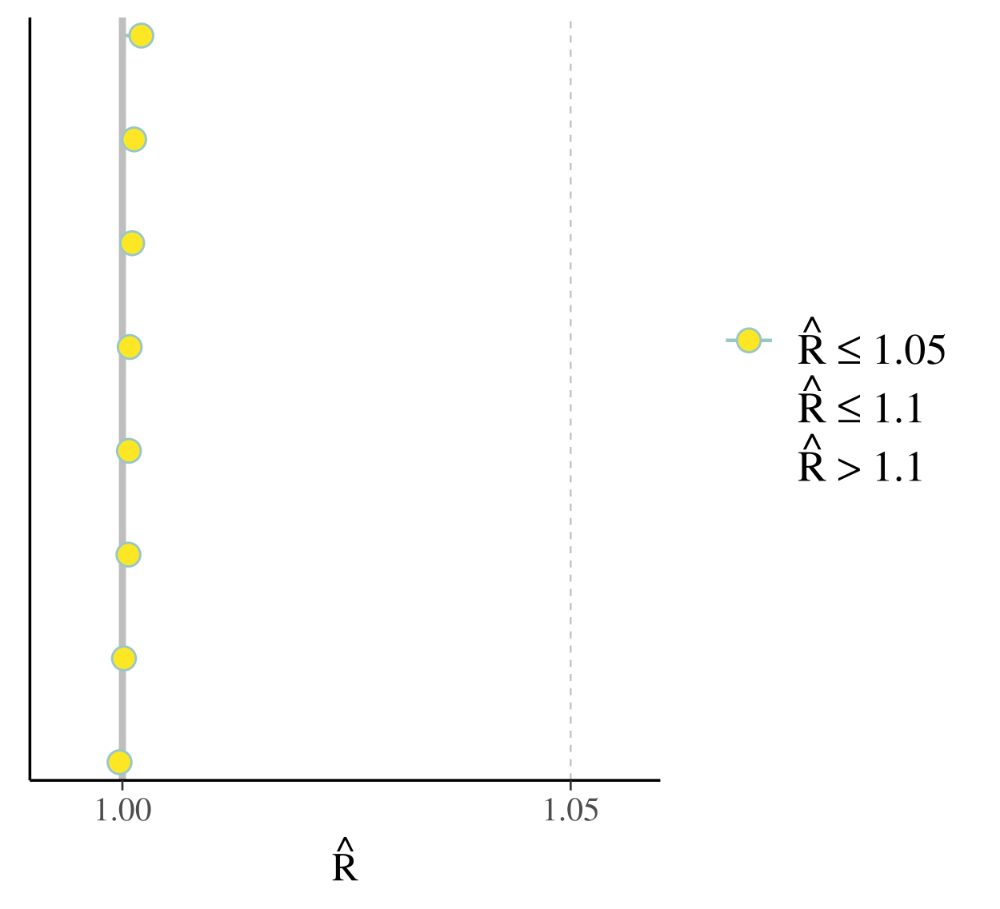 R̂ ≤ 1.05
R̂ ≤ 1.1
R̂ > 1.1
1.00 1.05
R̂